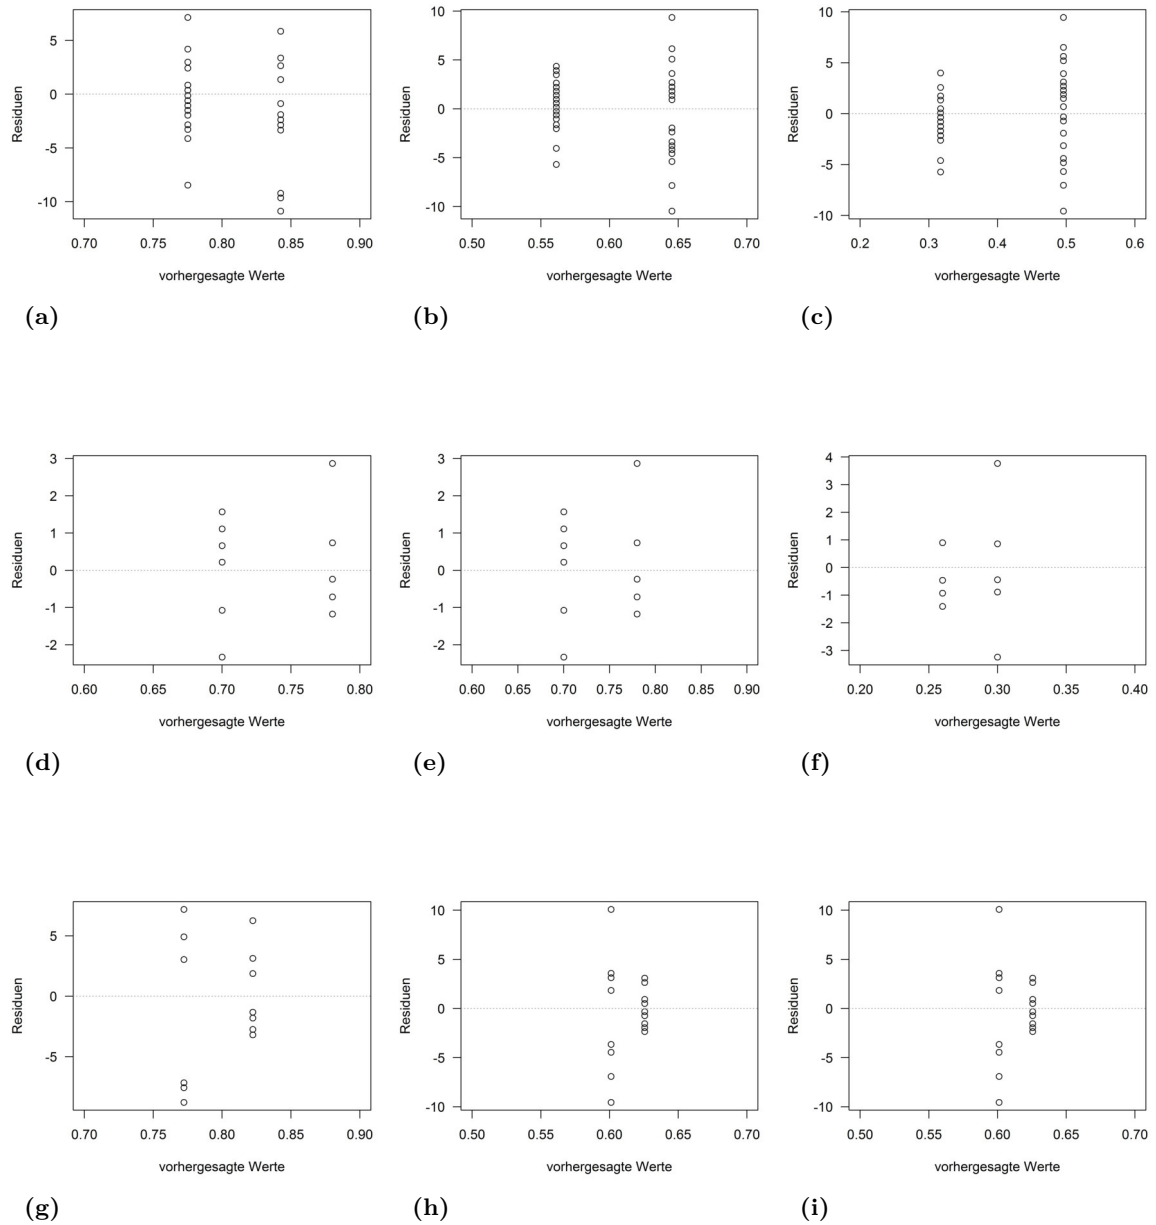 5
0
-5
-10
Residuen
0.70 0.75 0.80 0.85 0.90
vorhergesagte Werte
(a)
10
5
0
-5
-10
Residuen
0.50 0.55 0.60 0.65 0.70
vorhergesagte Werte
(b)
10
5
0
-5
-10
Residuen
0.2 0.3 0.4 0.5 0.6
vorhergesagte Werte
(c)
3
2
1
0
-1
-2
Residuen
0.60 0.65 0.70 0.75 0.80
vorhergesagte Werte
(d)
3
2
1
0
-1
-2
Residuen
0.60 0.65 0.70 0.75 0.80 0.85 0.90
vorhergesagte Werte
(e)
4
3
2
1
0
-1
-2
-3
Residuen
0.20 0.25 0.30 0.35 0.40
vorhergesagte Werte
(f)
5
0
-5
Residuen
0.70 0.75 0.80 0.85 0.90
vorhergesagte Werte
(g)
10
5
0
-5
-10
Residuen
0.50 0.55 0.60 0.65 0.70
vorhergesagte Werte
(h)
10
5
0
-5
-10
Residuen
0.50 0.55 0.60 0.65 0.70
vorhergesagte Werte
(i)